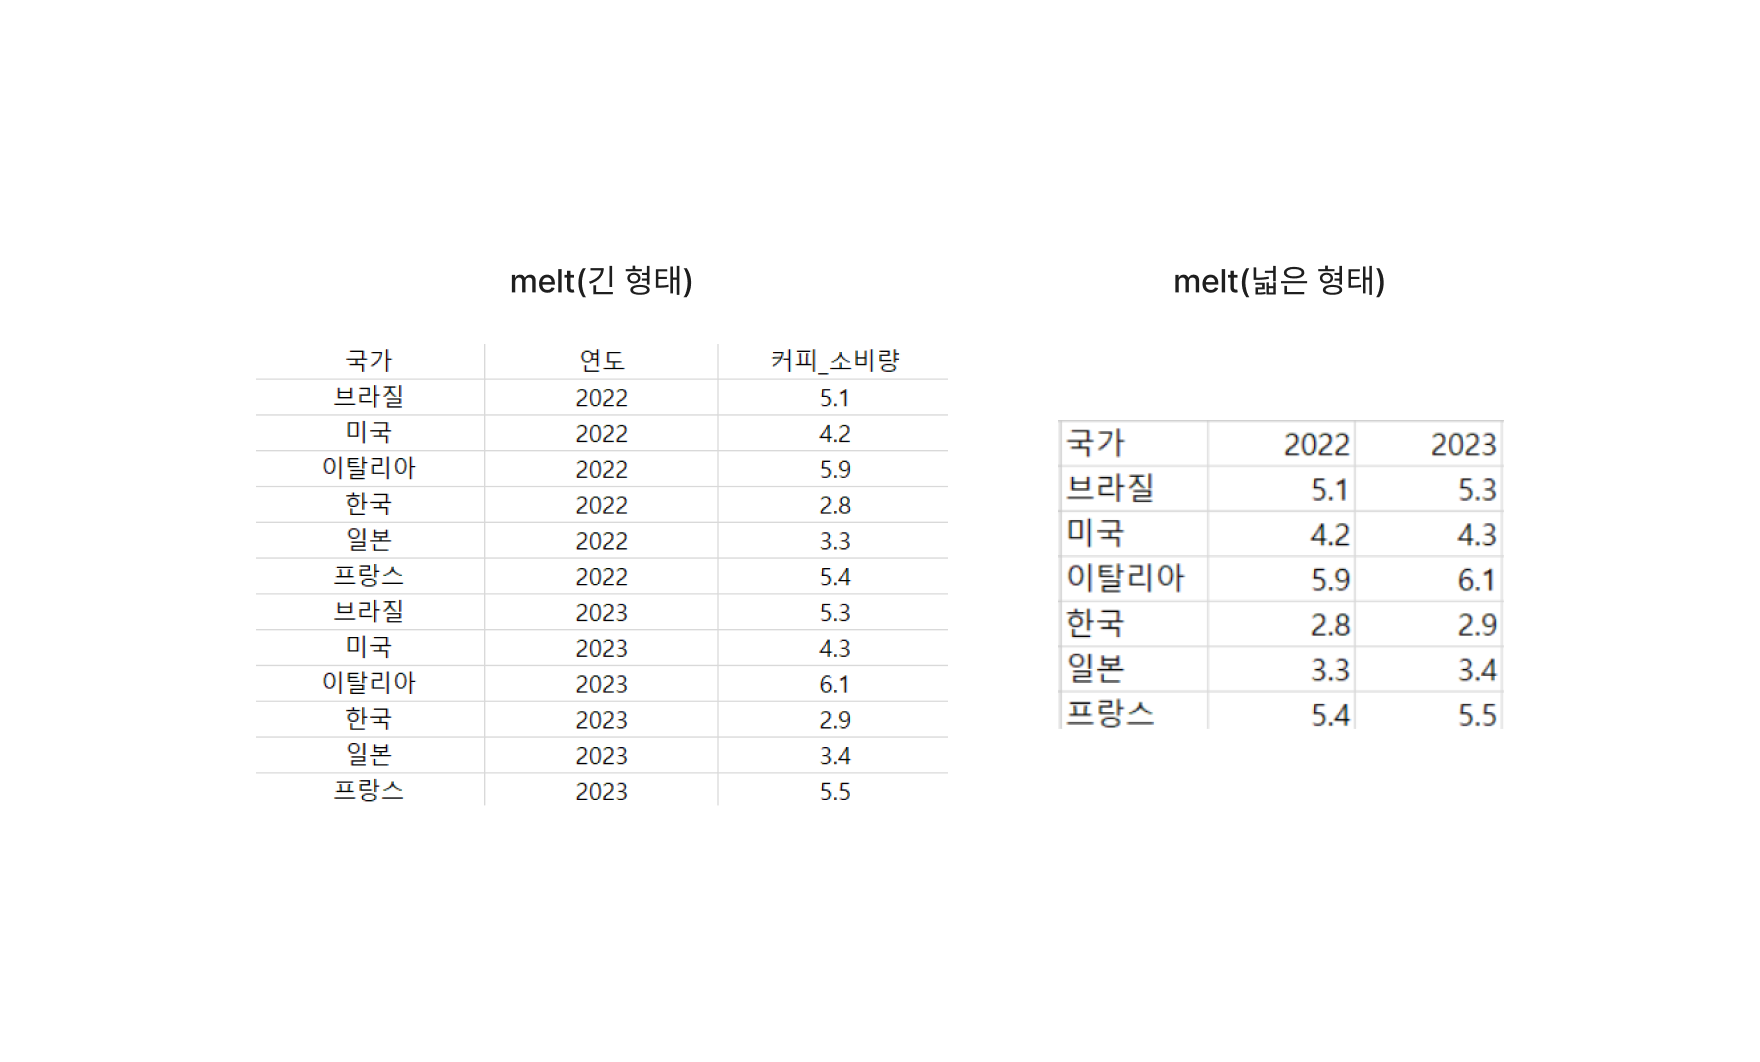 melt(긴 형태)
국가 연도 커피_소비량
브라질 2022 5.1
미국 2022 4.2
이탈리아 2022 5.9
한국 2022 2.8
일본 2022 3.3
프랑스 2022 5.4
브라질 2023 5.3
미국 2023 4.3
이탈리아 2023 6.1
한국 2023 2.9
일본 2023 3.4
프랑스 2023 5.5
melt(넓은 형태)
국가 2022 2023
브라질 5.1 5.3
미국 4.2 4.3
이탈리아 5.9 6.1
한국 2.8 2.9
일본 3.3 3.4
프랑스 5.4 5.5